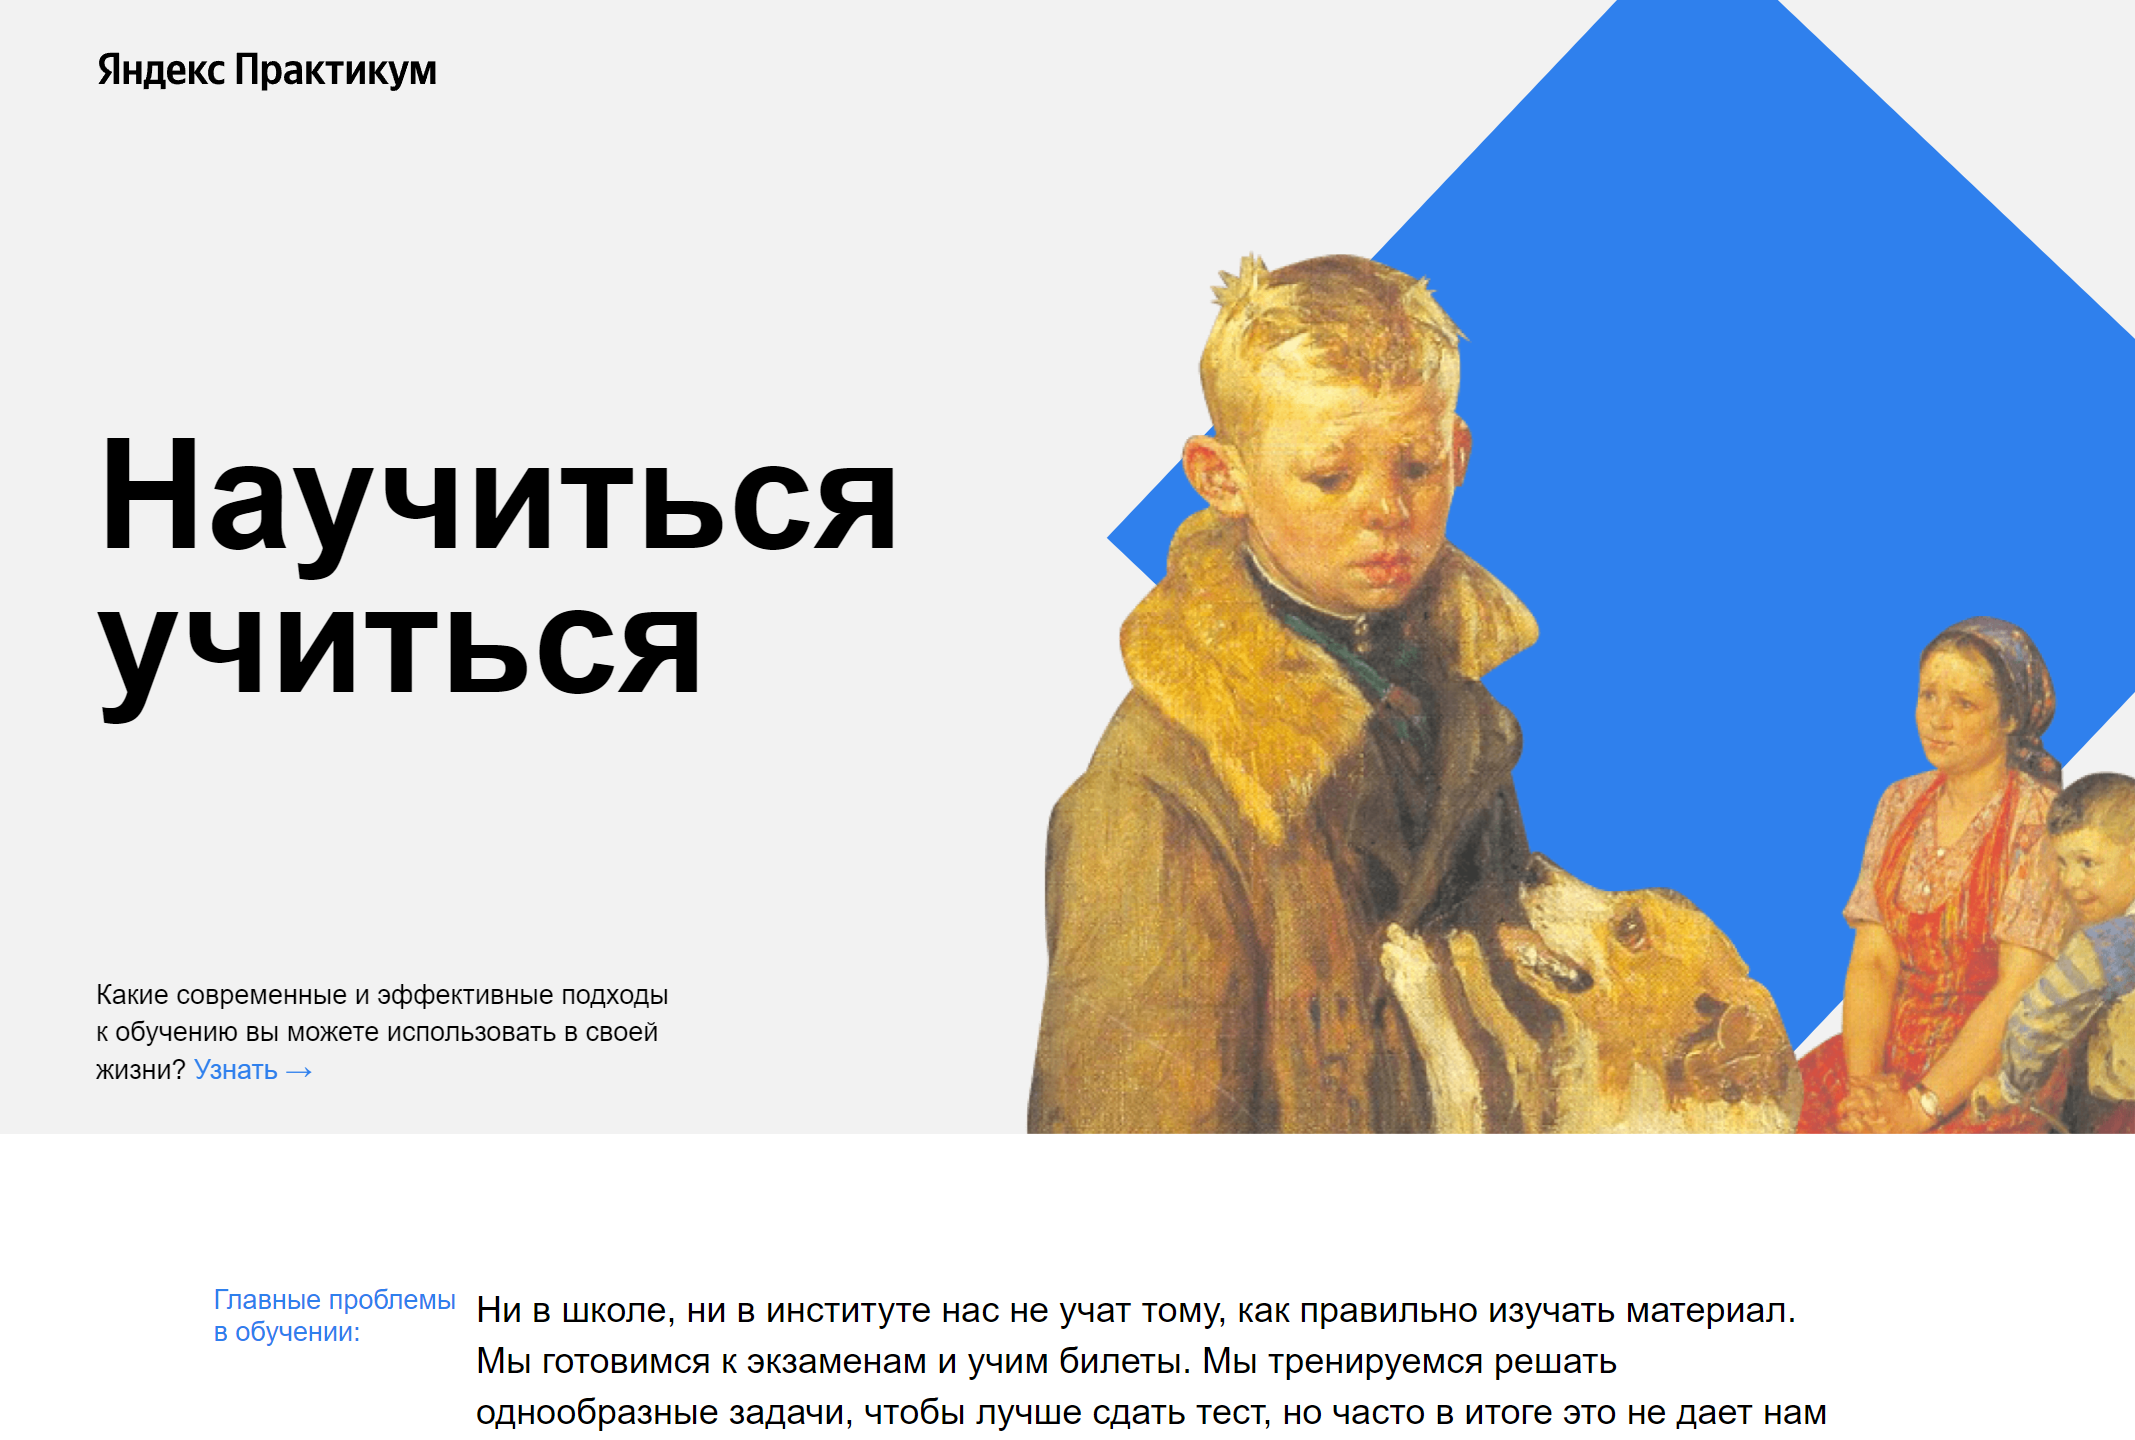 Яндекс Практикум
Научиться
учиться
Какие современные и эффективные подходы
к обучению вы можете использовать в своей
жизни? Узнать →
Главные проблемы
в обучении:
Ни в школе, ни в институте нас не учат тому, как правильно изучать материал.
Мы готовимся к экзаменам и учим билеты. Мы тренируемся решать
однообразные задачи, чтобы лучше сдать тест, но часто в итоге это не дает нам